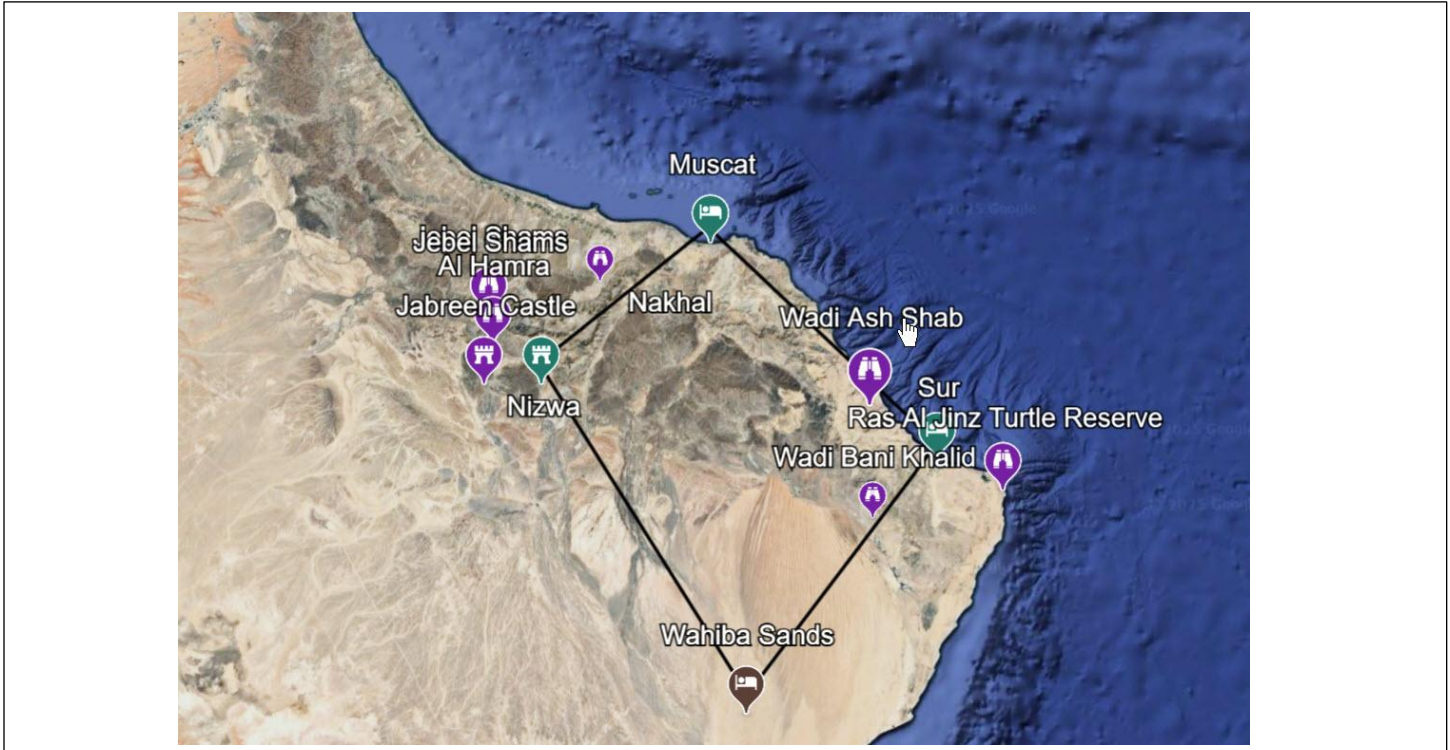 Muscat
Jebel Shams
Al Hamra
Jabreen Castle
Nakhal
Wadi Ash Shab
Sur
Nizwa
Ras Al Jinz Turtle Reserve
Wadi Bani Khalid
Wahiba Sands